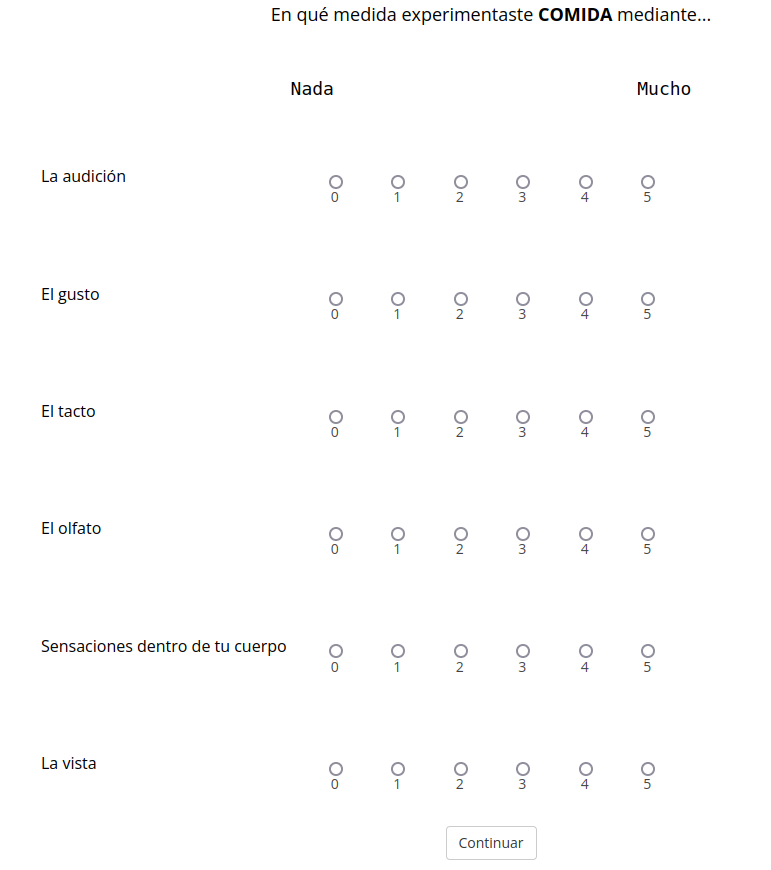 En qué medida experimentaste COMIDA mediante...
Nada Mucho
La audición
0 1 2 3 4 5
El gusto
0 1 2 3 4 5
El tacto
0 1 2 3 4 5
El olfato
0 1 2 3 4 5
Sensaciones dentro de tu cuerpo
0 1 2 3 4 5
La vista
0 1 2 3 4 5
Continuar